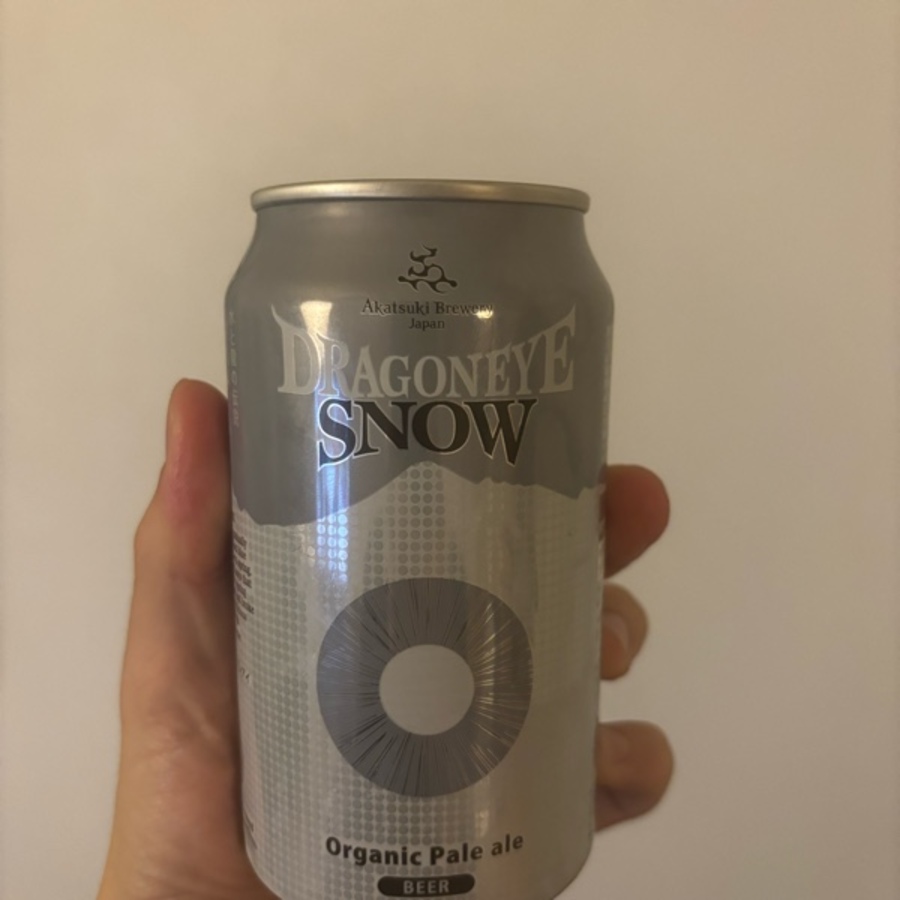 Akatsuki Brewery
Japan
DRAGONEYE
SNOW
Organic Pale ale
BEER